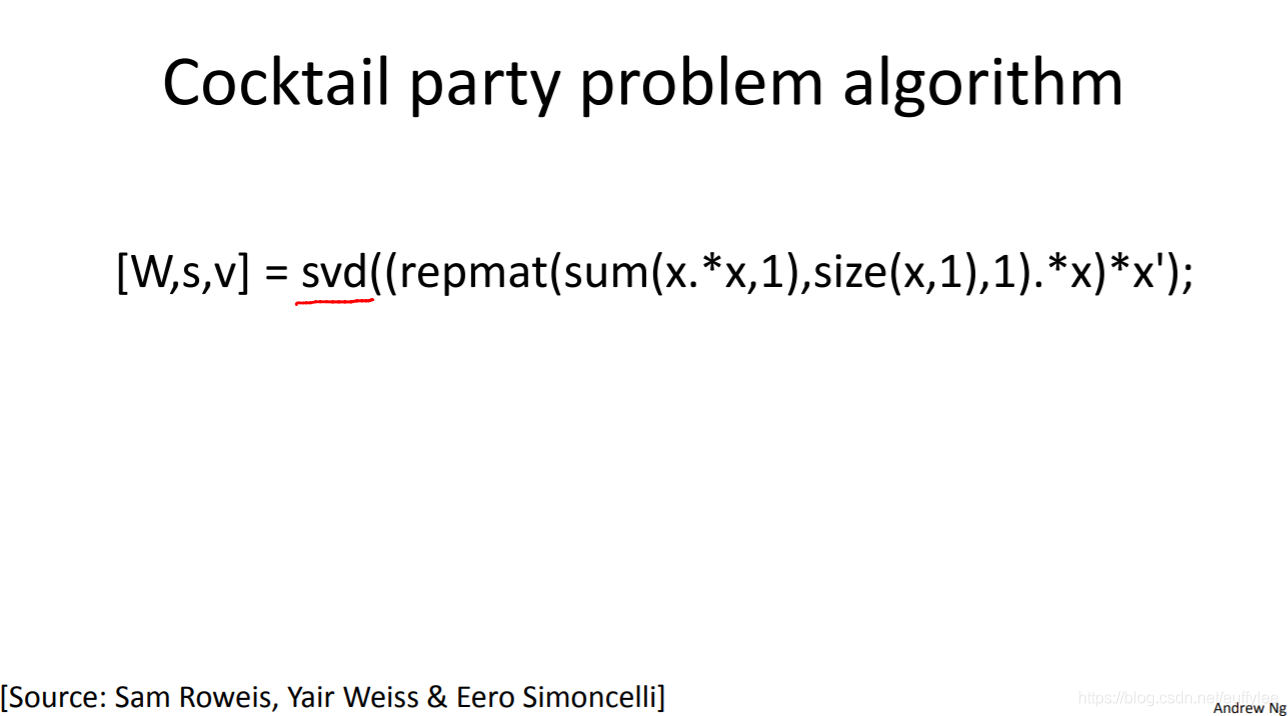 Cocktail party problem algorithm
[W,s,v] = svd((repmat(sum(x.*x,1),size(x,1),1).*x)*x');
[Source: Sam Roweis, Yair Weiss & Eero Simoncelli]
https://blog.csdn.net/euffylee
Andrew Ng